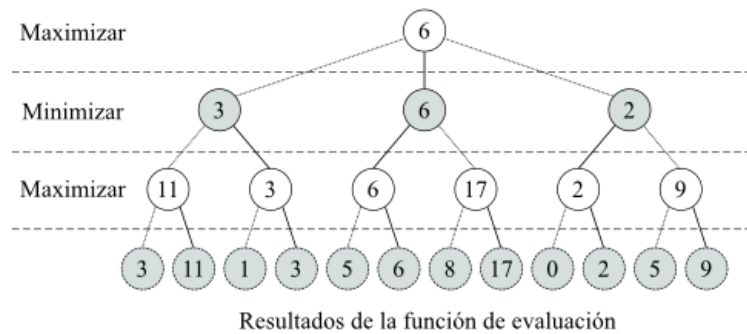 Maximizar 6
Minimizar 3 6 2
Maximizar 11 3 6 17 2 9
3 11 1 3 5 6 8 17 0 2 5 9
Resultados de la función de evaluación